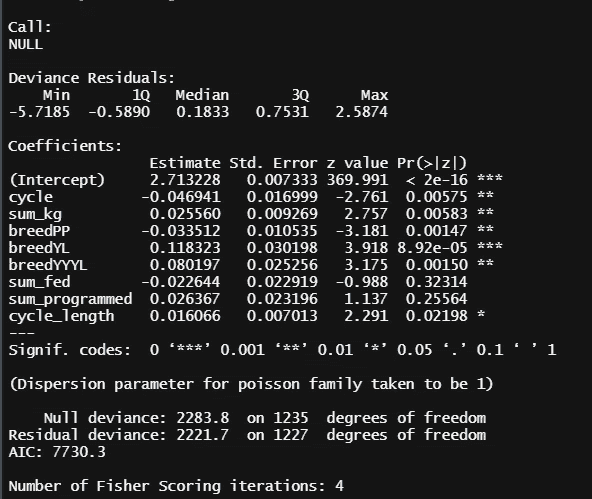 Call:
NULL
Deviance Residuals:
Min 1Q Median 3Q Max
-5.7185 -0.5890 0.1833 0.7531 2.5874
Coefficients:
Estimate Std. Error z value Pr(>|z|)
(Intercept) 2.713228 0.007333 369.991 < 2e-16 ***
cycle -0.046941 0.016999 -2.761 0.00575 **
sum_kg 0.025560 0.009269 2.757 0.00583 **
breedPP -0.033512 0.010535 -3.181 0.00147 **
breedYL 0.118323 0.030198 3.918 8.92e-05 ***
breedYYYL 0.080197 0.025256 3.175 0.00150 **
sum_fed -0.022644 0.022919 -0.988 0.32314
sum_programmed 0.026367 0.023196 1.137 0.25564
cycle_length 0.016066 0.007013 2.291 0.02198 *
---
Signif. codes: 0 ‘***’ 0.001 ‘**’ 0.01 ‘*’ 0.05 ‘.’ 0.1 ‘ ’ 1
(Dispersion parameter for poisson family taken to be 1)
Null deviance: 2283.8 on 1235 degrees of freedom
Residual deviance: 2221.7 on 1227 degrees of freedom
AIC: 7730.3
Number of Fisher Scoring iterations: 4